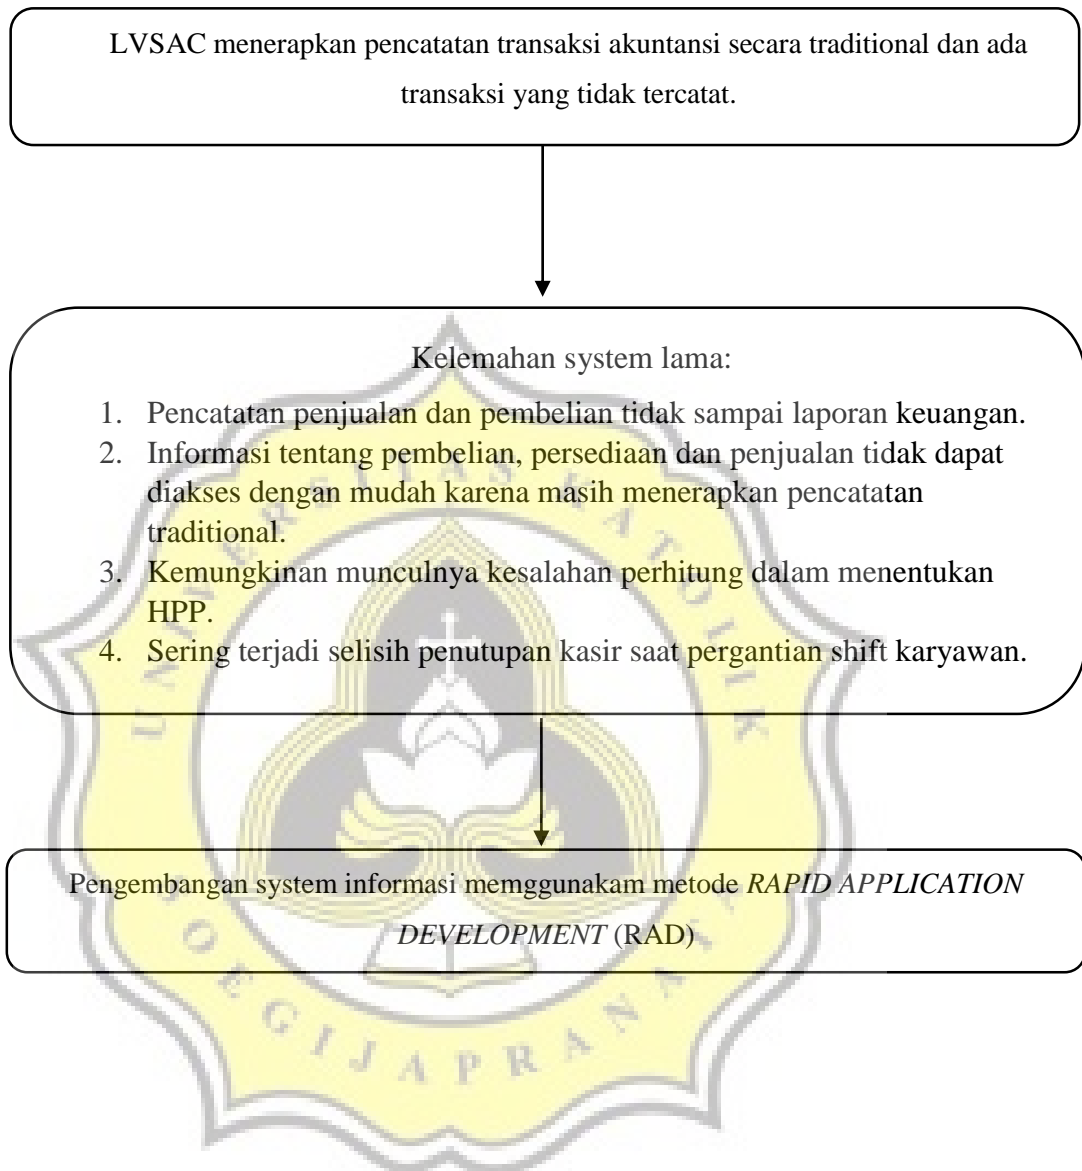 LVSAC menerapkan pencatatan transaksi akuntansi secara traditional dan ada
transaksi yang tidak tercatat.
Kelemahan system lama:
1. Pencatatan penjualan dan pembelian tidak sampai laporan keuangan.
2. Informasi tentang pembelian, persediaan dan penjualan tidak dapat
diakses dengan mudah karena masih menerapkan pencatatan
traditional.
3. Kemungkinan munculnya kesalahan perhitung dalam menentukan
HPP.
4. Sering terjadi selisih penutupan kasir saat pergantian shift karyawan.
Pengembangan system informasi memggunakam metode RAPID APPLICATION
DEVELOPMENT (RAD)
UNIVERSITAS KATOLIK
SOEGIJAPRANATA